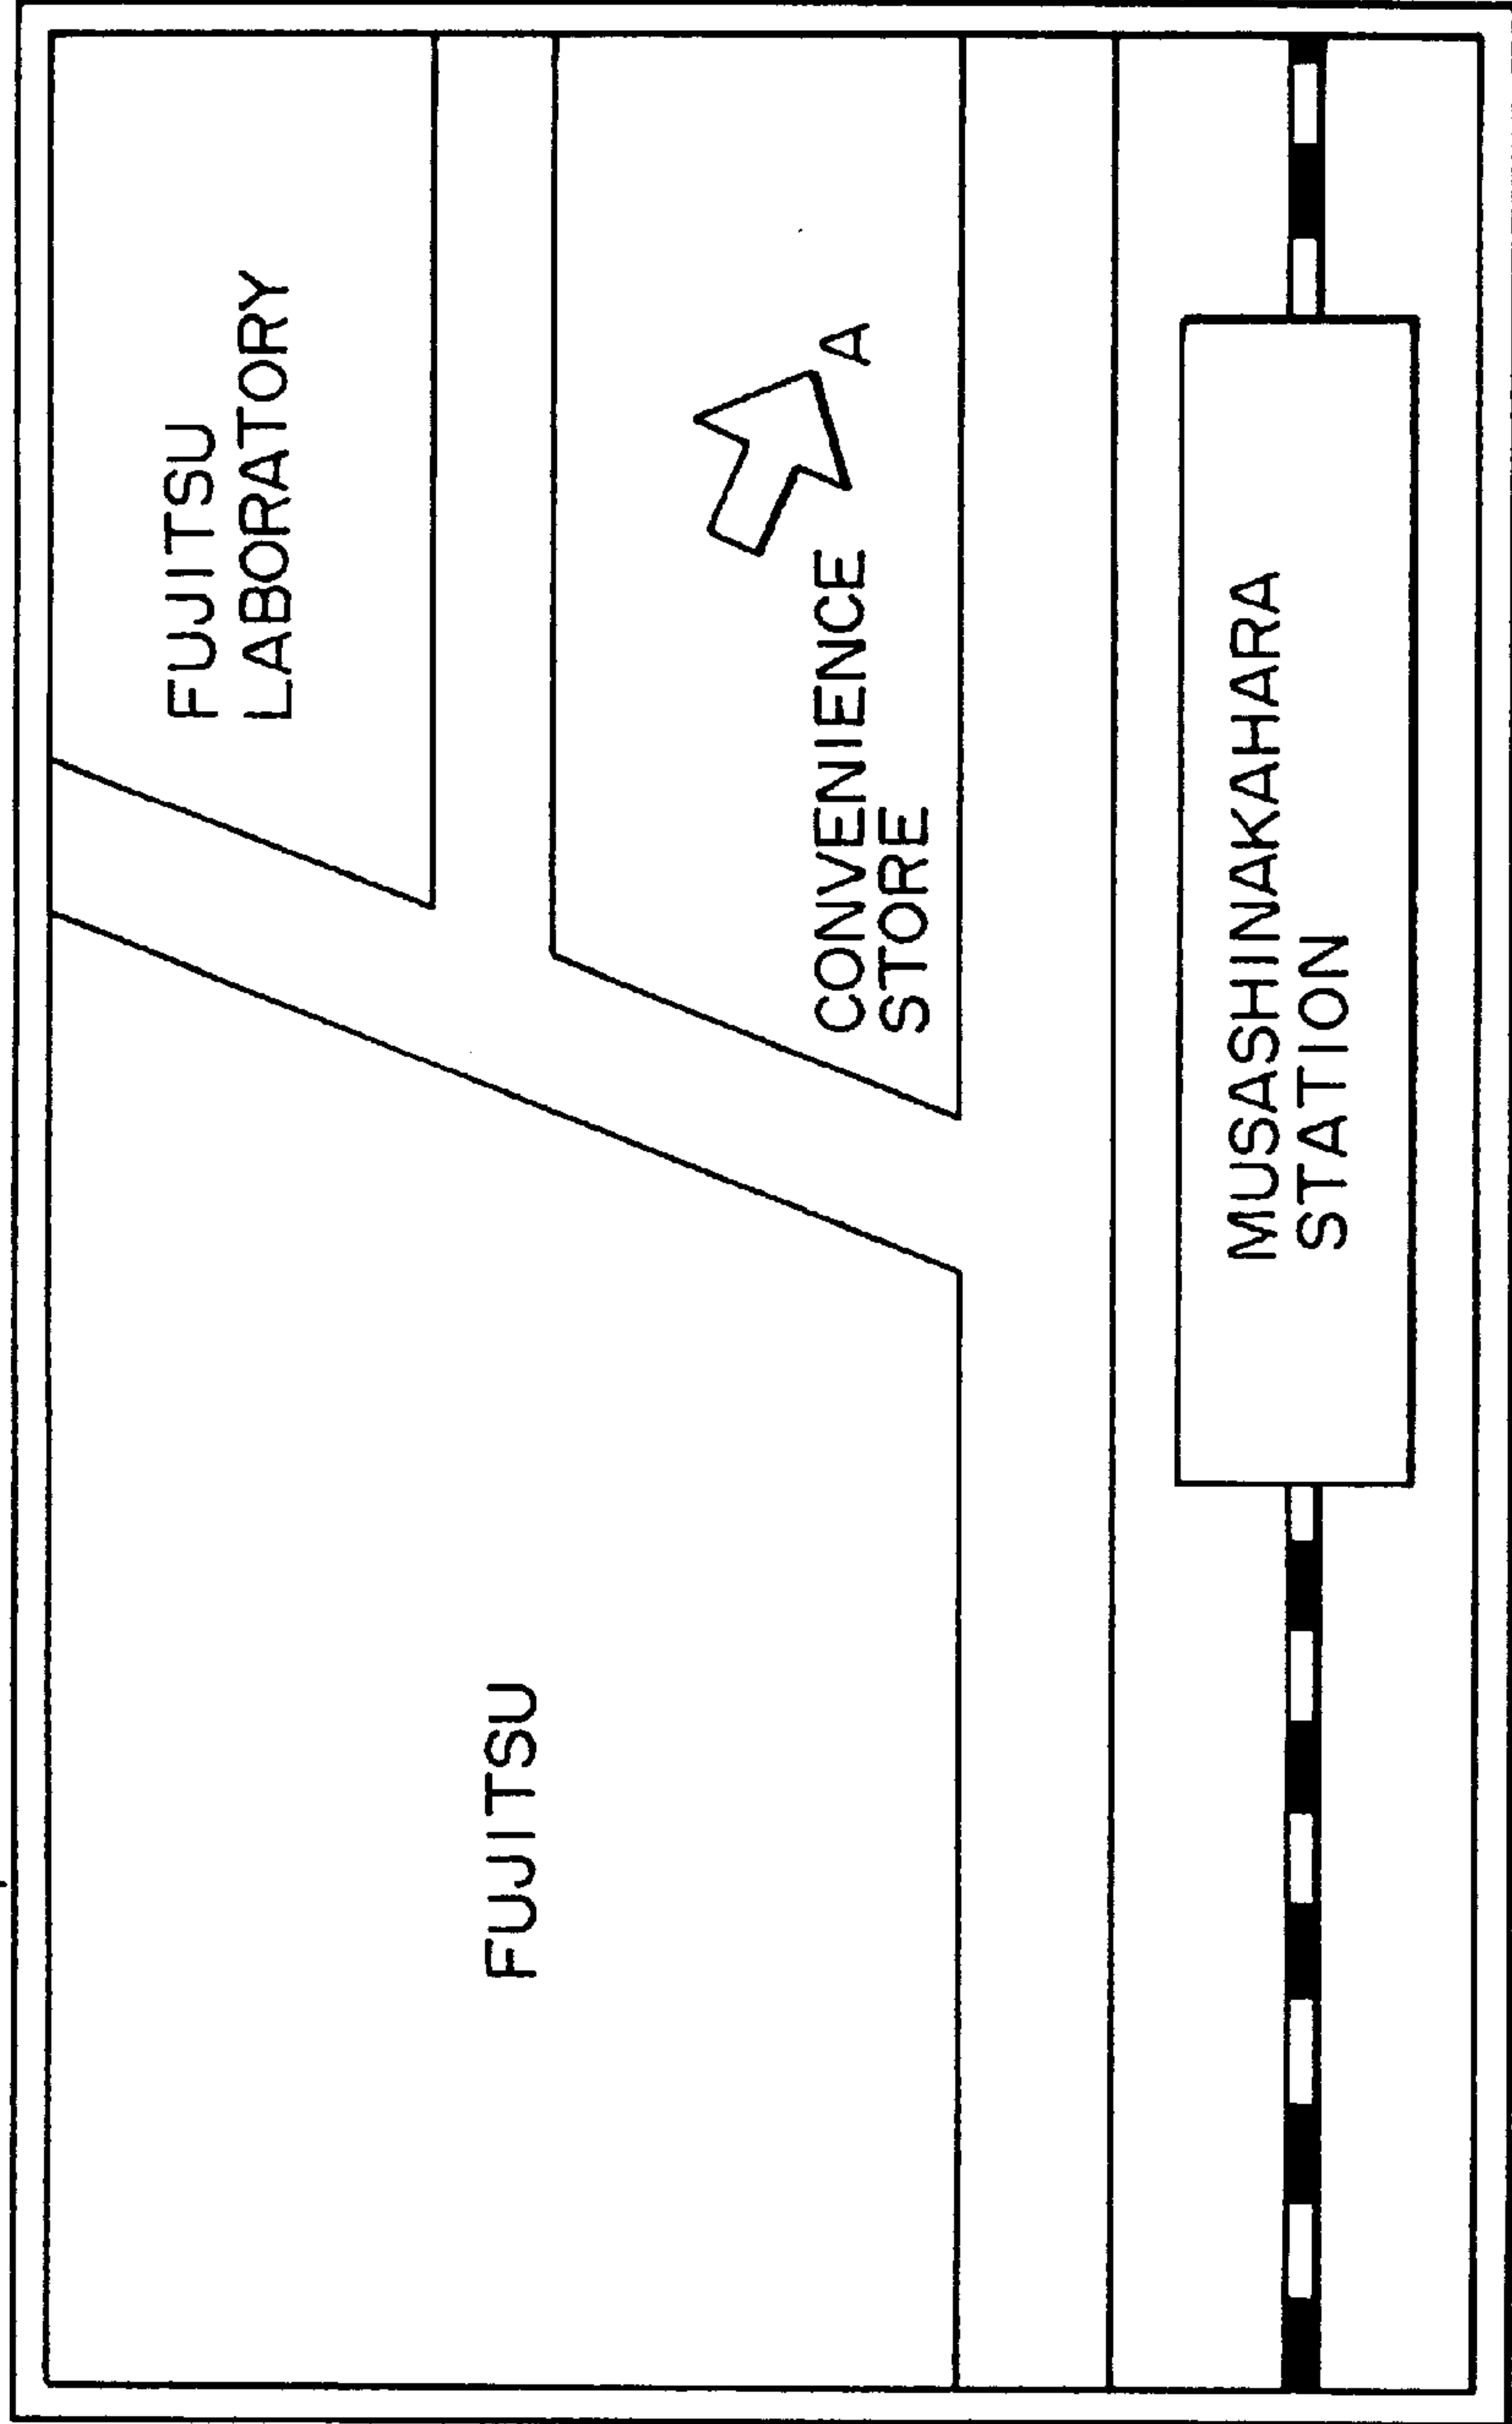 FUJITSU
FUJITSU
LABORATORY
A
CONVENIENCE
STORE
MUSASHINAKAHARA
STATION